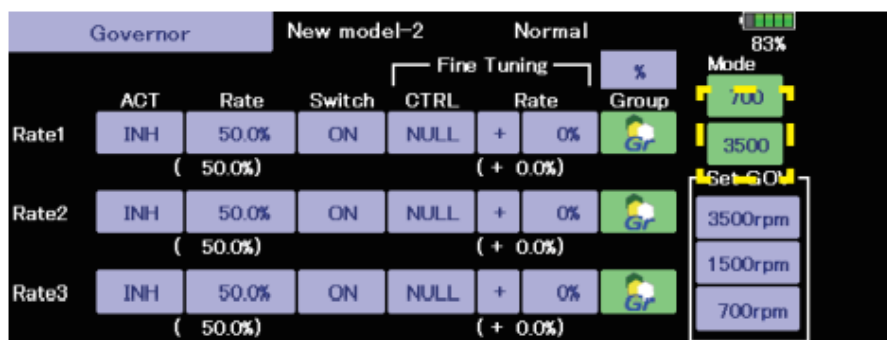 Governor New model-2 Normal 83%
Fine Tuning % Mode
ACT Rate Switch CTRL Rate Group 700
Rate1 INH 50.0% ON NULL + 0% Gr 3500
( 50.0%) (+ 0.0%) Set GOV
Rate2 INH 50.0% ON NULL + 0% Gr 3500rpm
( 50.0%) (+ 0.0%) 1500rpm
Rate3 INH 50.0% ON NULL + 0% Gr 700rpm
( 50.0%) (+ 0.0%)